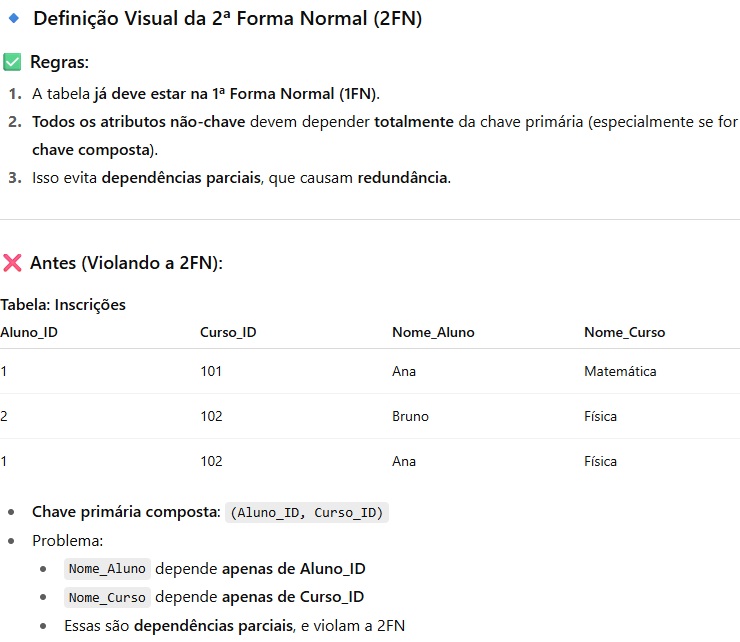 Definição Visual da 2ª Forma Normal (2FN)
Regras:
1. A tabela já deve estar na 1ª Forma Normal (1FN).
2. Todos os atributos não-chave devem depender totalmente da chave primária (especialmente se for
chave composta).
3. Isso evita dependências parciais, que causam redundância.
Antes (Violando a 2FN):
Tabela: Inscrições
Aluno_ID Curso_ID Nome_Aluno Nome_Curso
1 101 Ana Matemática
2 102 Bruno Física
1 102 Ana Física
Chave primária composta: (Aluno_ID, Curso_ID)
Problema:
Nome_Aluno depende apenas de Aluno_ID
Nome_Curso depende apenas de Curso_ID
Essas são dependências parciais, e violam a 2FN